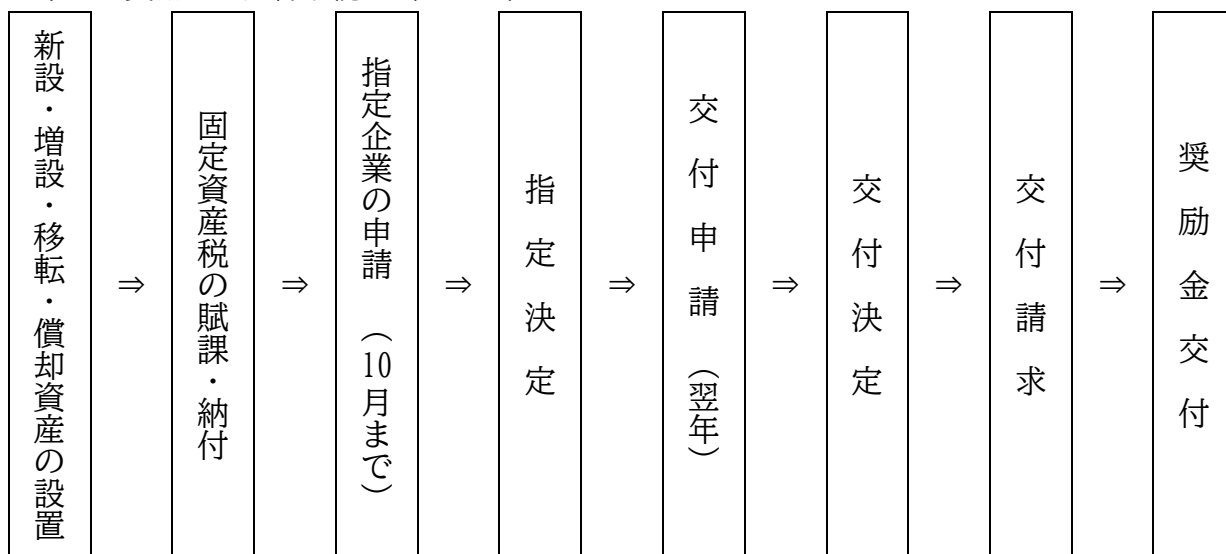 新設・増設・移転・償却資産の設置
⇒
固定資産税の賦課・納付
⇒
指定企業の申請 （10月まで）
⇒
指定決定
⇒
交付申請 （翌年）
⇒
交付決定
⇒
交付請求
⇒
奨励金交付